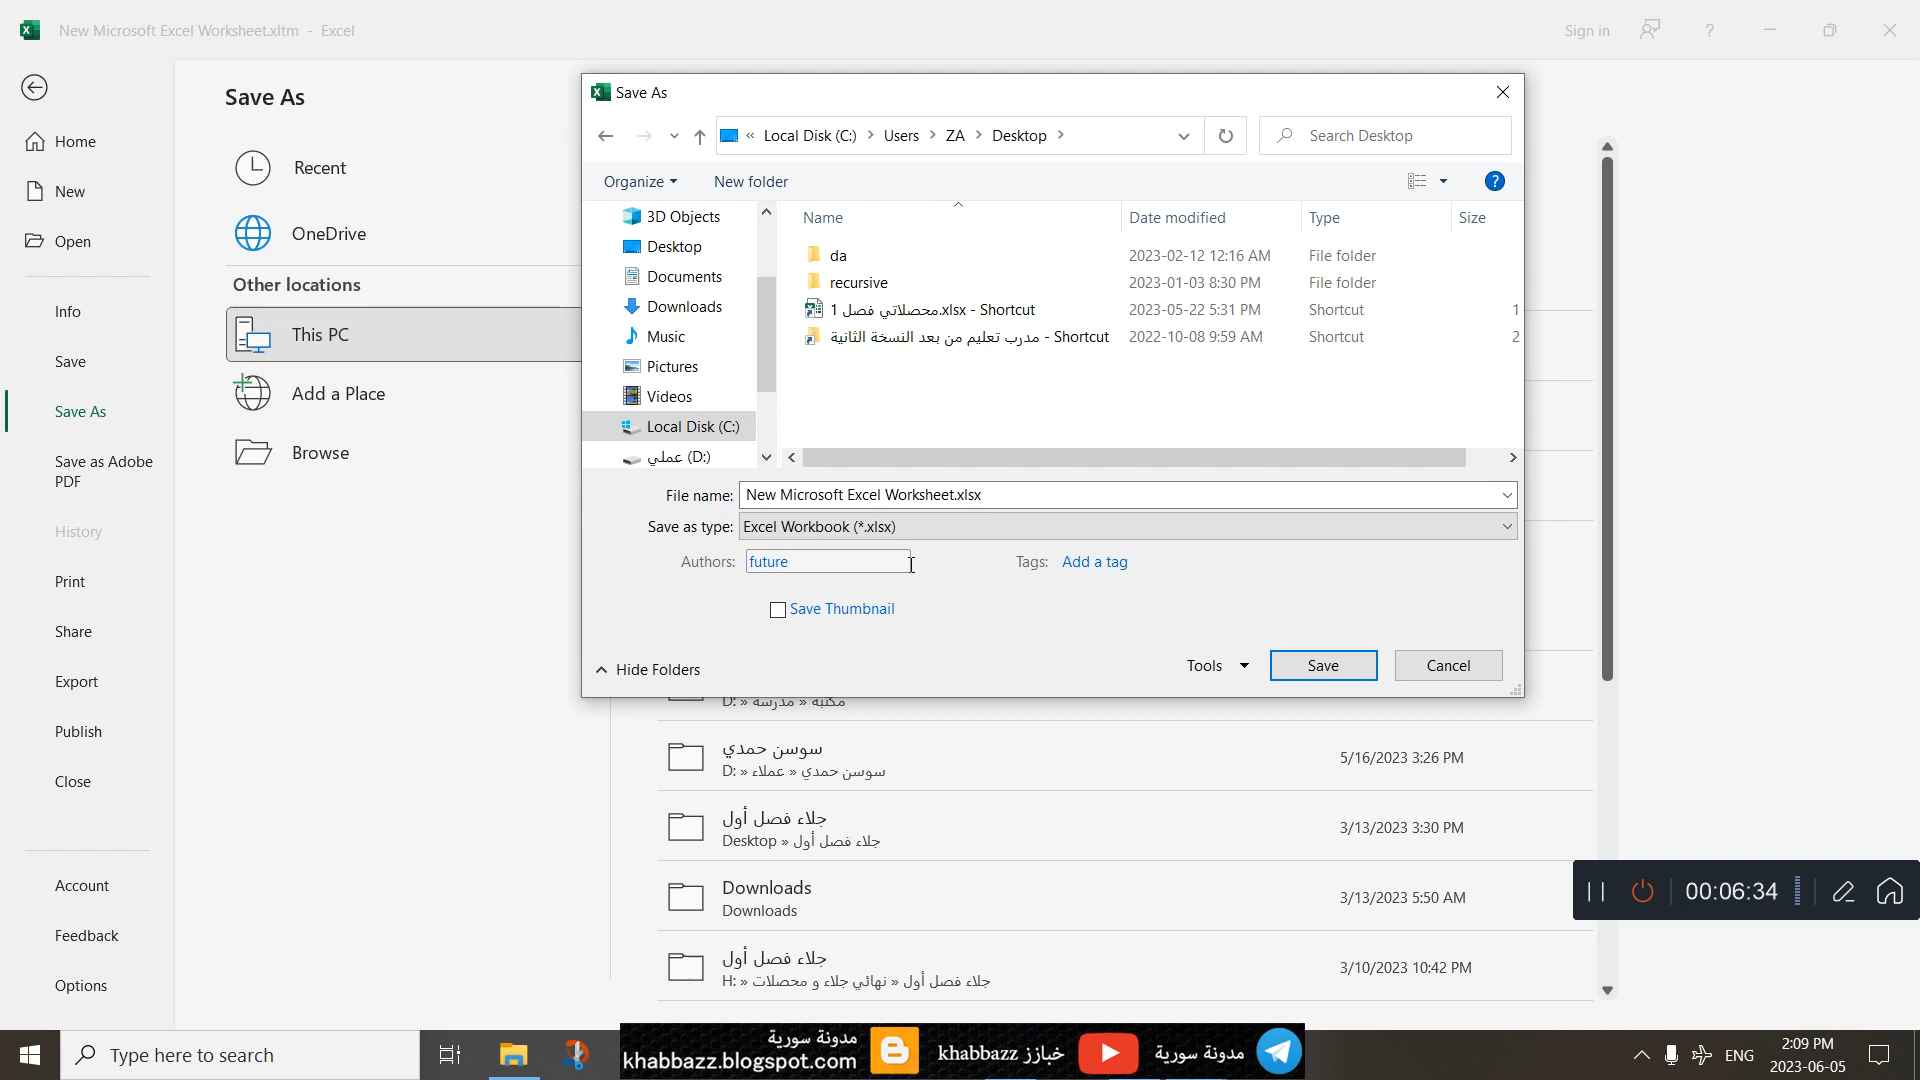 New Microsoft Excel Worksheet.xltm - Excel
Sign in
?
Save As
Home
New
Open
Info
Save
Save As
Save as Adobe
PDF
History
Print
Share
Export
Publish
Close
Account
Feedback
Options
Recent
OneDrive
Other locations
This PC
Add a Place
Browse
Save As
« Local Disk (C:) > Users > ZA > Desktop >
Search Desktop
Organize
New folder
?
3D Objects
Desktop
Documents
Downloads
Music
Pictures
Videos
Local Disk (C:)
عملي (D:)
Name Date modified Type Size
da 2023-02-12 12:16 AM File folder
recursive 2023-01-03 8:30 PM File folder
محصلاتي فصل 1.xlsx - Shortcut 2023-05-22 5:31 PM Shortcut 1
مدرب تعليم من بعد النسخة الثانية - Shortcut 2022-10-08 9:59 AM Shortcut 2
File name: New Microsoft Excel Worksheet.xlsx
Save as type: Excel Workbook (*.xlsx)
Authors: future Tags: Add a tag
Save Thumbnail
Hide Folders
Tools Save Cancel
D: » مدرسة » مكتبة
سوسن حمدي 5/16/2023 3:26 PM
D: » عملاء » سوسن حمدي
جلاء فصل أول 3/13/2023 3:30 PM
Desktop » جلاء فصل أول
Downloads 3/13/2023 5:50 AM
Downloads
جلاء فصل أول 3/10/2023 10:42 PM
H: » نهائي جلاء و محصلات » جلاء فصل أول
00:06:34
Type here to search
مدونة سورية
khabbazz.blogspot.com
khabbazz خبازز
مدونة سورية
ENG
2:09 PM
2023-06-05